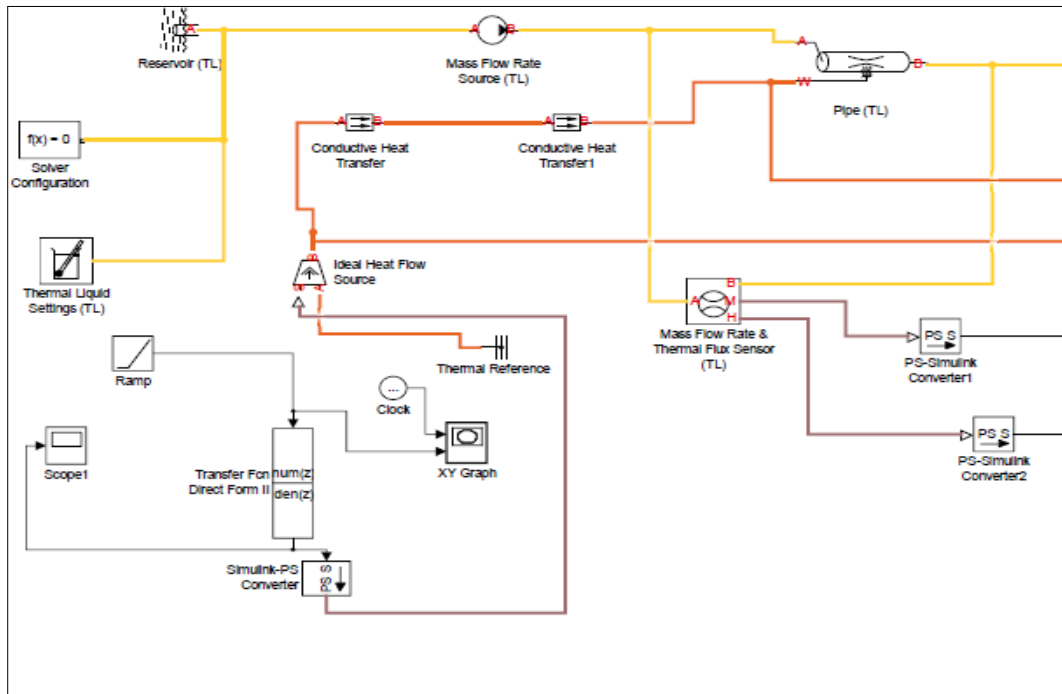 A
Reservoir (TL)
A B
Mass Flow Rate
Source (TL)
A
B
W
Pipe (TL)
f(x) = 0
Solver
Configuration
A B
Conductive Heat
Transfer
A B
Conductive Heat
Transfer1
Thermal Liquid
Settings (TL)
B
S A
Ideal Heat Flow
Source
Thermal Reference
B
A M
H
Mass Flow Rate &
Thermal Flux Sensor
(TL)
PS S
PS-Simulink
Converter1
PS S
PS-Simulink
Converter2
Ramp
...
Clock
XY Graph
Scope1
num(z)
den(z)
Transfer Fcn
Direct Form II
PS S
Simulink-PS
Converter